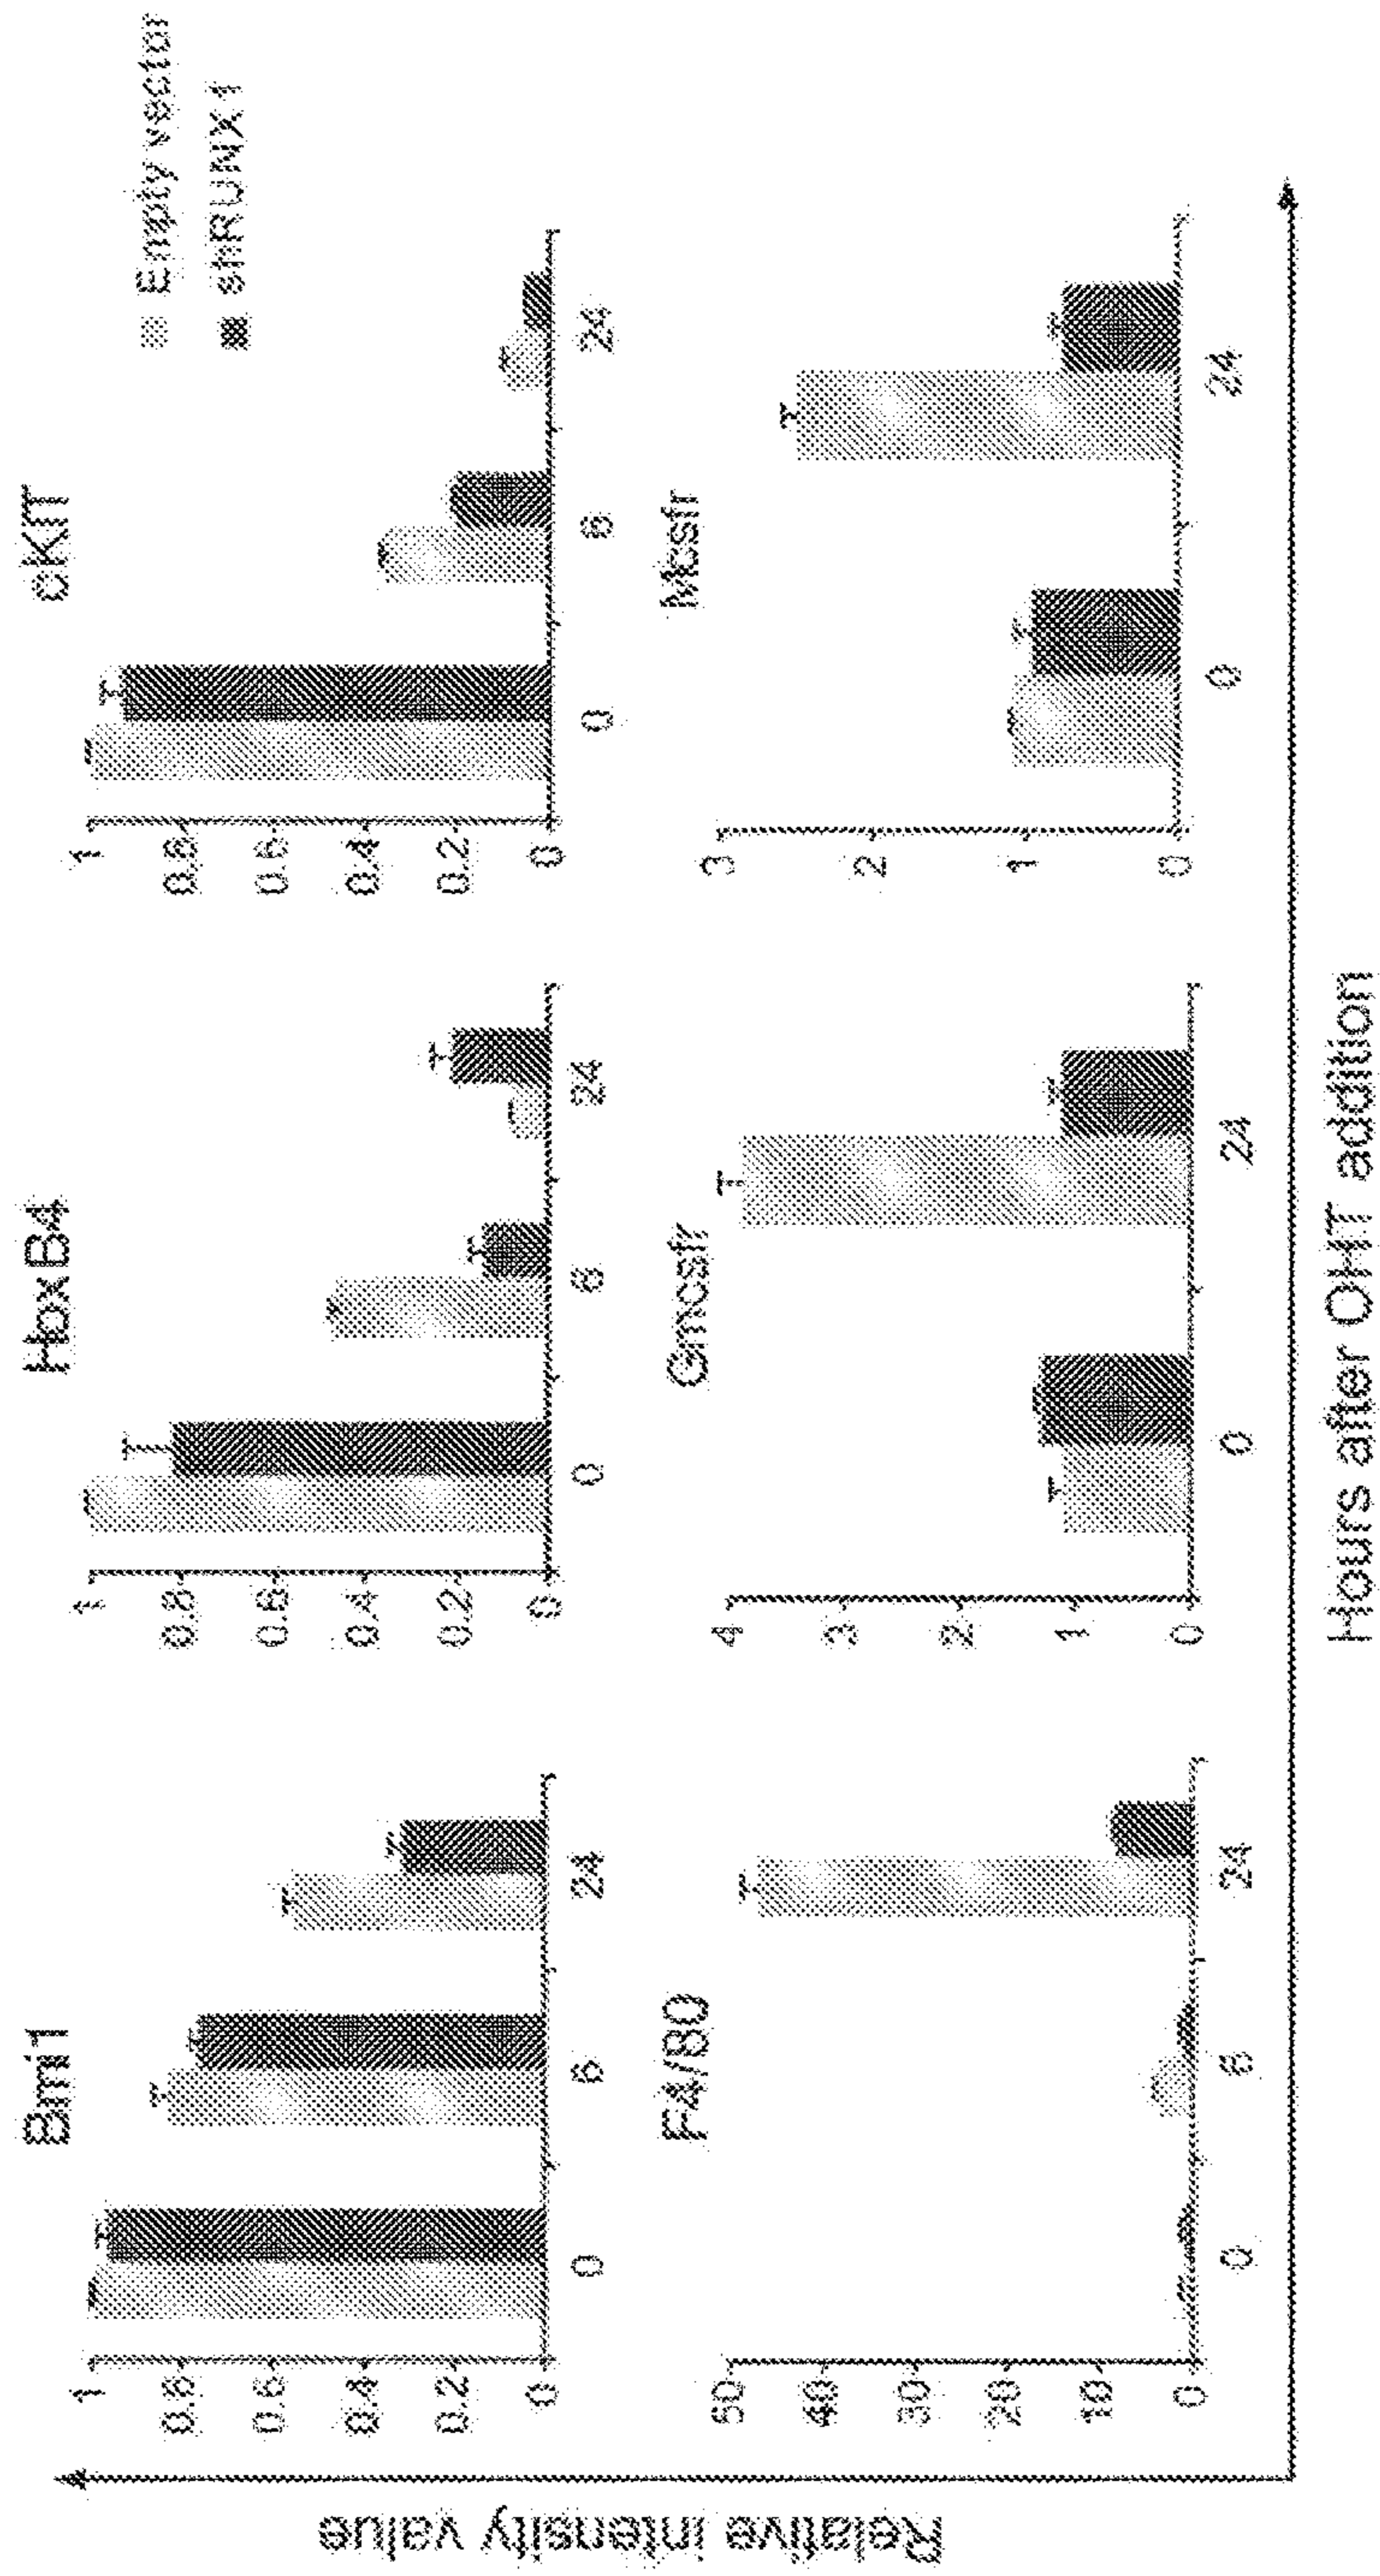 Empty vector
shRUNX1
Relative intensity value
Bmi1
1
0.8
0.6
0.4
0.2
0
0 6 24
HoxB4
1
0.8
0.6
0.4
0.2
0
0 6 24
cKIT
1
0.8
0.6
0.4
0.2
0
0 6 24
F4/80
50
40
30
20
10
0
0 6 24
Gmcsfr
4
3
2
1
0
0 24
Mcsfr
3
2
1
0
0 24
Hours after OHT addition